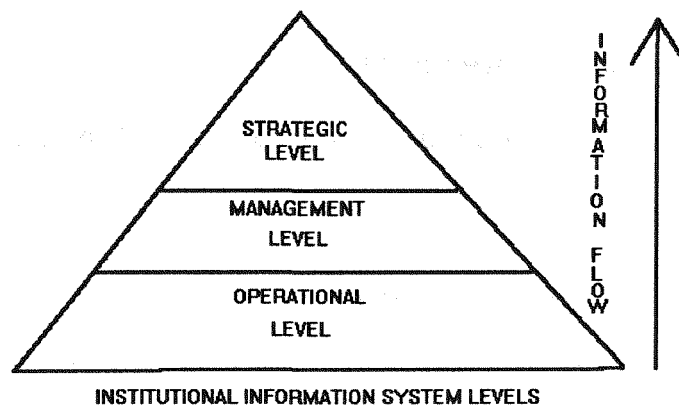 STRATEGIC
LEVEL
MANAGEMENT
LEVEL
OPERATIONAL
LEVEL
INFORMATION FLOW
INSTITUTIONAL INFORMATION SYSTEM LEVELS